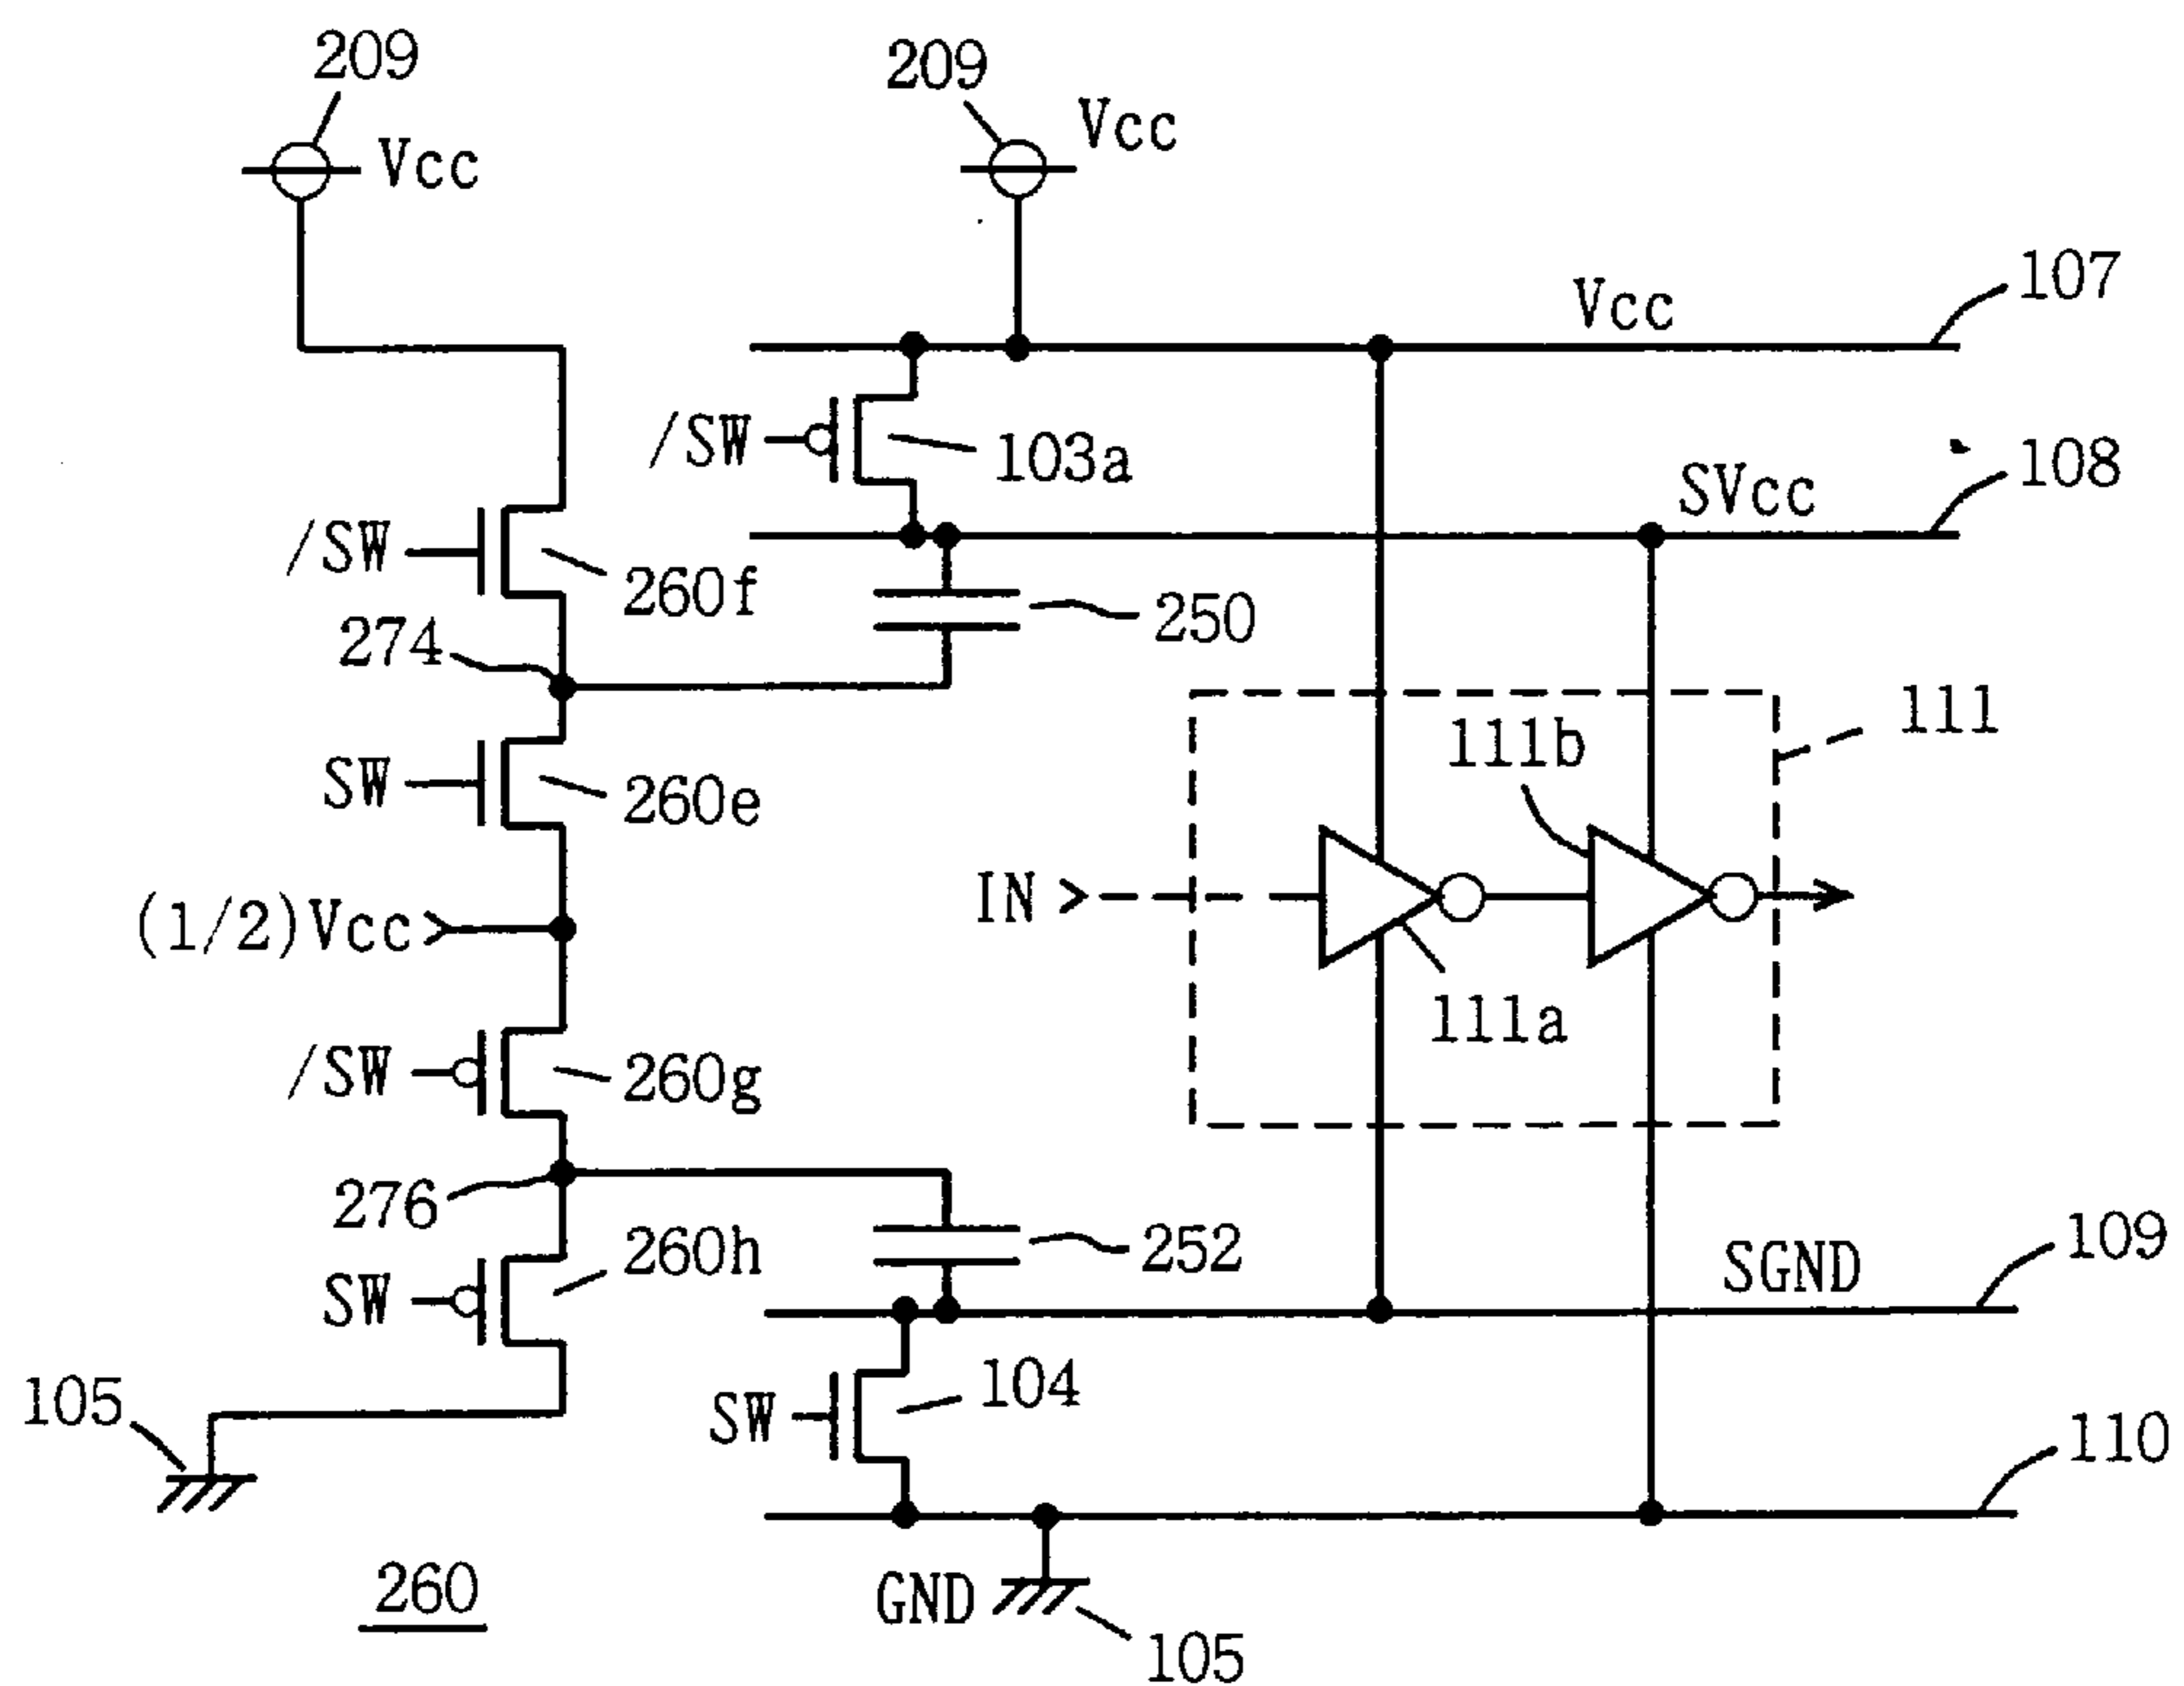 209
209
Vcc
Vcc
107
Vcc
/SW
103a
108
SVcc
/SW
260f
250
274
111
111b
SW
260e
IN
(1/2)Vcc
111a
/SW
260g
276
260h
252
109
SGND
SW
105
104
SW
110
260
GND
105